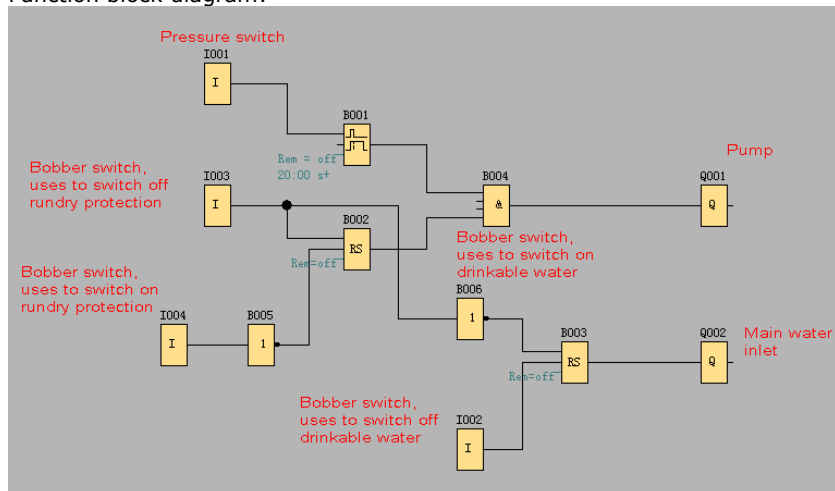 Function block diagram:
Pressure switch
I001
I
B001
Rem = off
20:00 s+
Pump
Bobber switch,
uses to switch off
rundry protection
I003
I
B002
RS
Rem=off
B004
&
Q001
Q
Bobber switch,
uses to switch on
drinkable water
Bobber switch,
uses to switch on
rundry protection
I004
I
B005
1
B006
1
B003
RS
Rem=off
Q002
Q
Main water
inlet
Bobber switch,
uses to switch off
drinkable water
I002
I